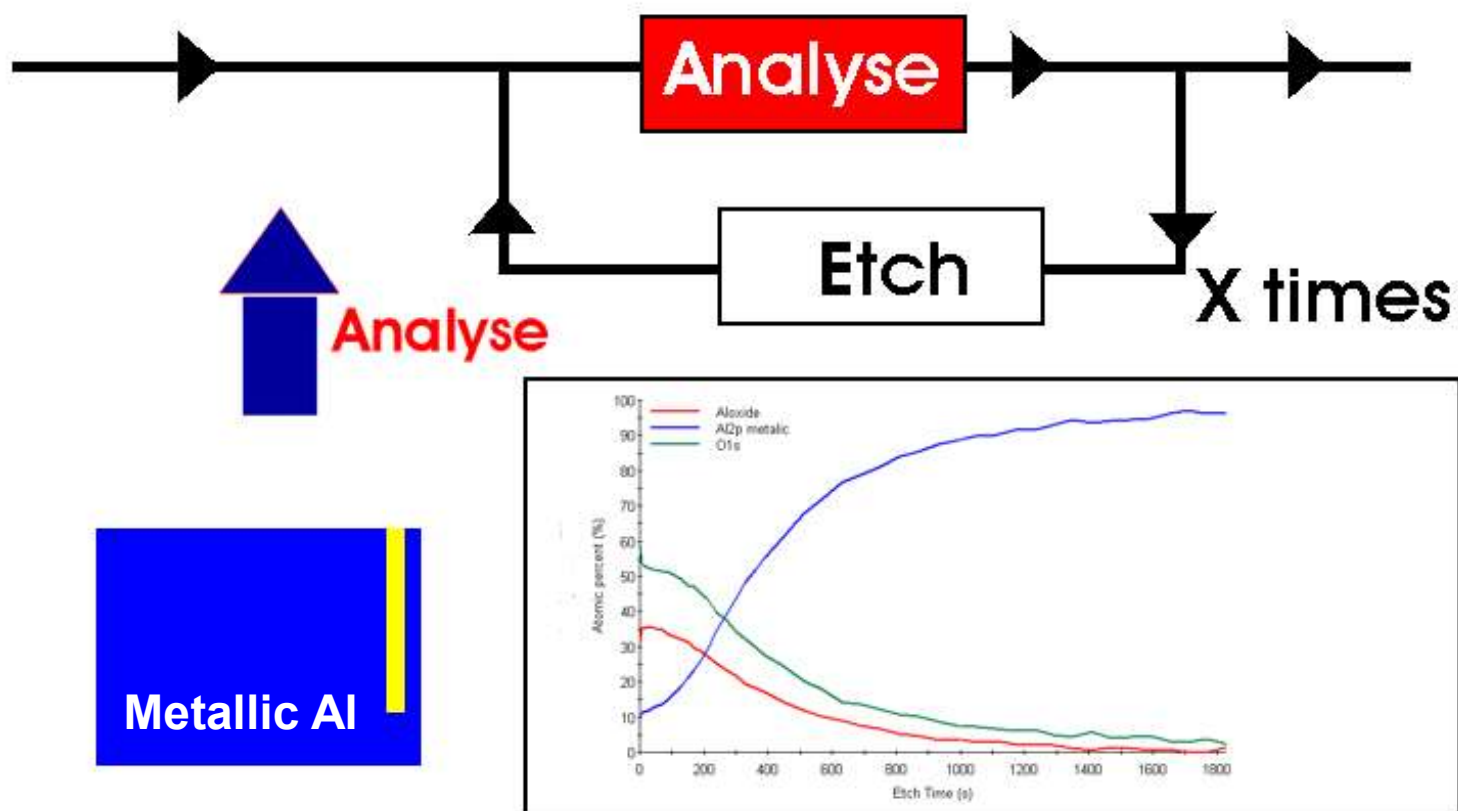 Analyse
Etch
X times
Analyse
Metallic Al
Aloxide
Al2p metalic
O1s
Atomic percent (%)
100
90
80
70
60
50
40
30
20
10
0
0 200 400 600 800 1000 1200 1400 1600 1800
Etch Time (s)